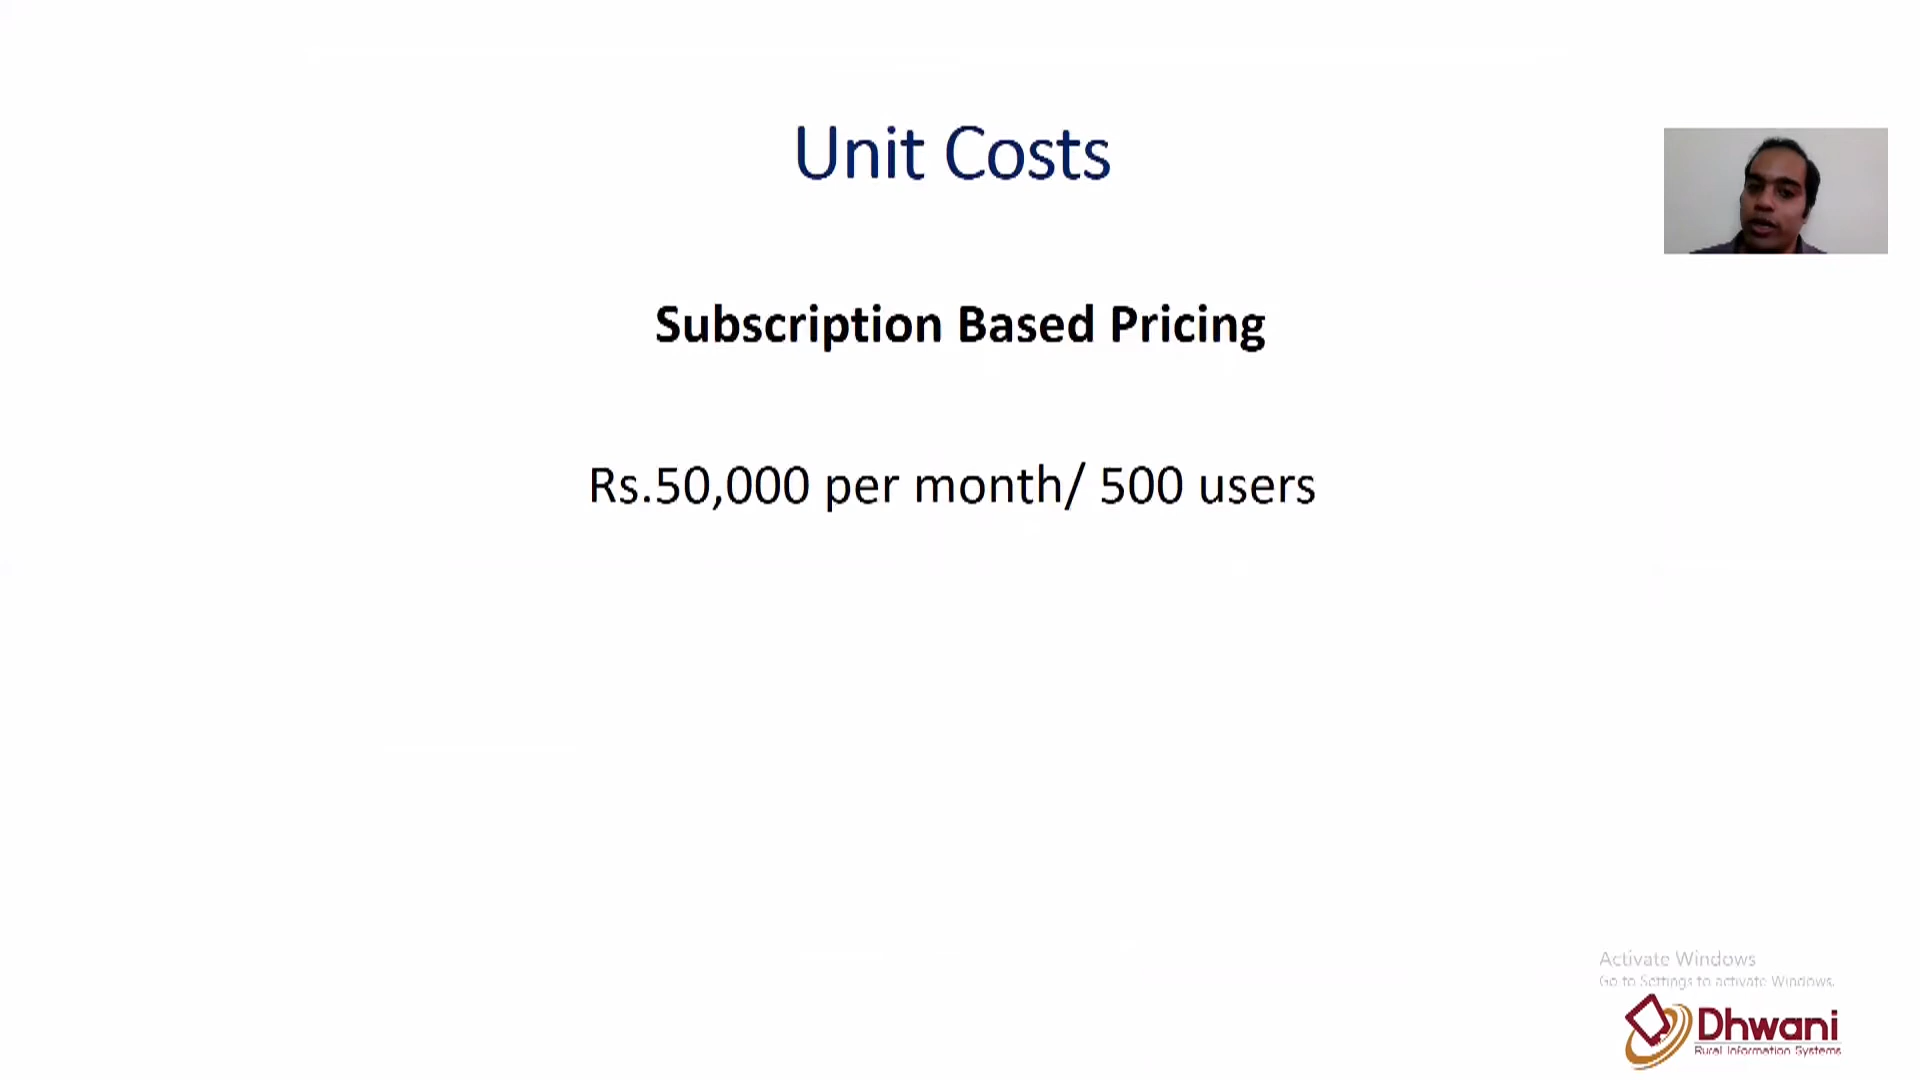 Unit Costs
Subscription Based Pricing
Rs.50,000 per month/ 500 users
Activate Windows
Go to Settings to activate Windows.
Dhwani
Rural Information Systems